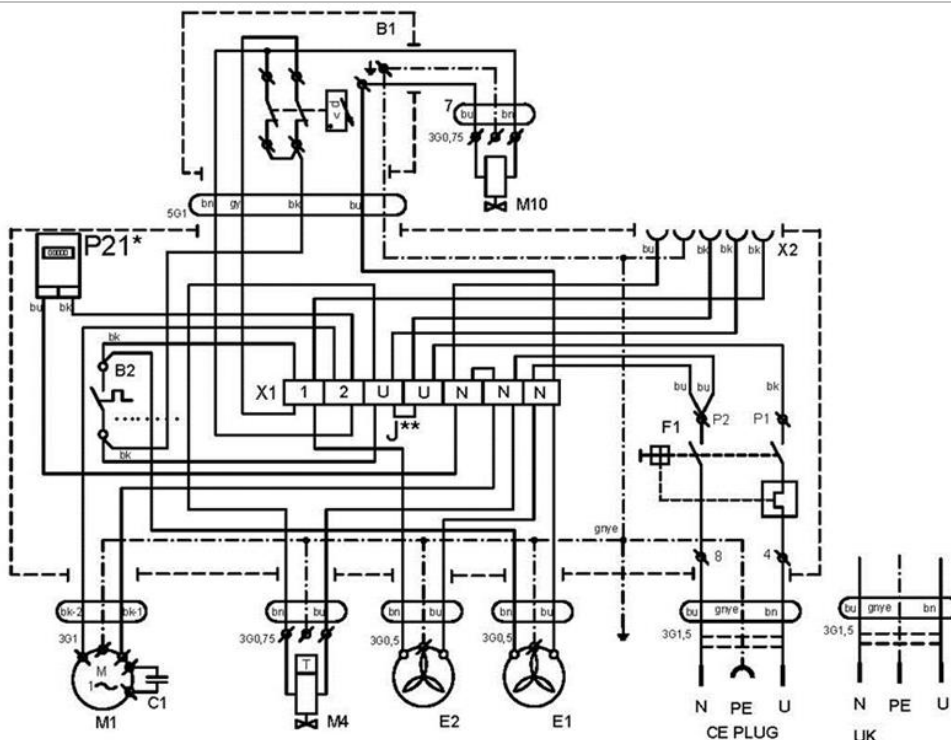 B1
7
bu
bn
3G0,75
M10
p
v
bn
gy
bk
bu
5G1
P21*
00000
bu
bk
bu
bk
bk
bk
X2
bk
B2
bk
X1
1
2
U
U
N
N
N
J**
bu
bu
bk
P2
P1
F1
gnye
8
4
bk-2
bk-1
3G1
M
1~
M1
C1
bn
bu
3G0,75
T
M4
bn
bu
3G0,5
E2
bn
bu
3G0,5
E1
bu
gnye
bn
3G1,5
N
PE
U
CE PLUG
bu
gnye
bn
3G1,5
N
PE
U
UK